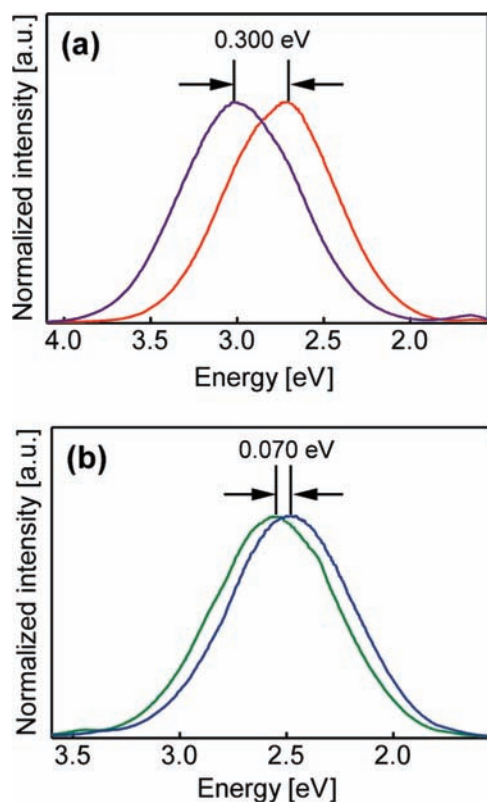 (a)
0.300 eV
Normalized intensity [a.u.]
4.0 3.5 3.0 2.5 2.0
Energy [eV]
(b)
0.070 eV
Normalized intensity [a.u.]
3.5 3.0 2.5 2.0
Energy [eV]